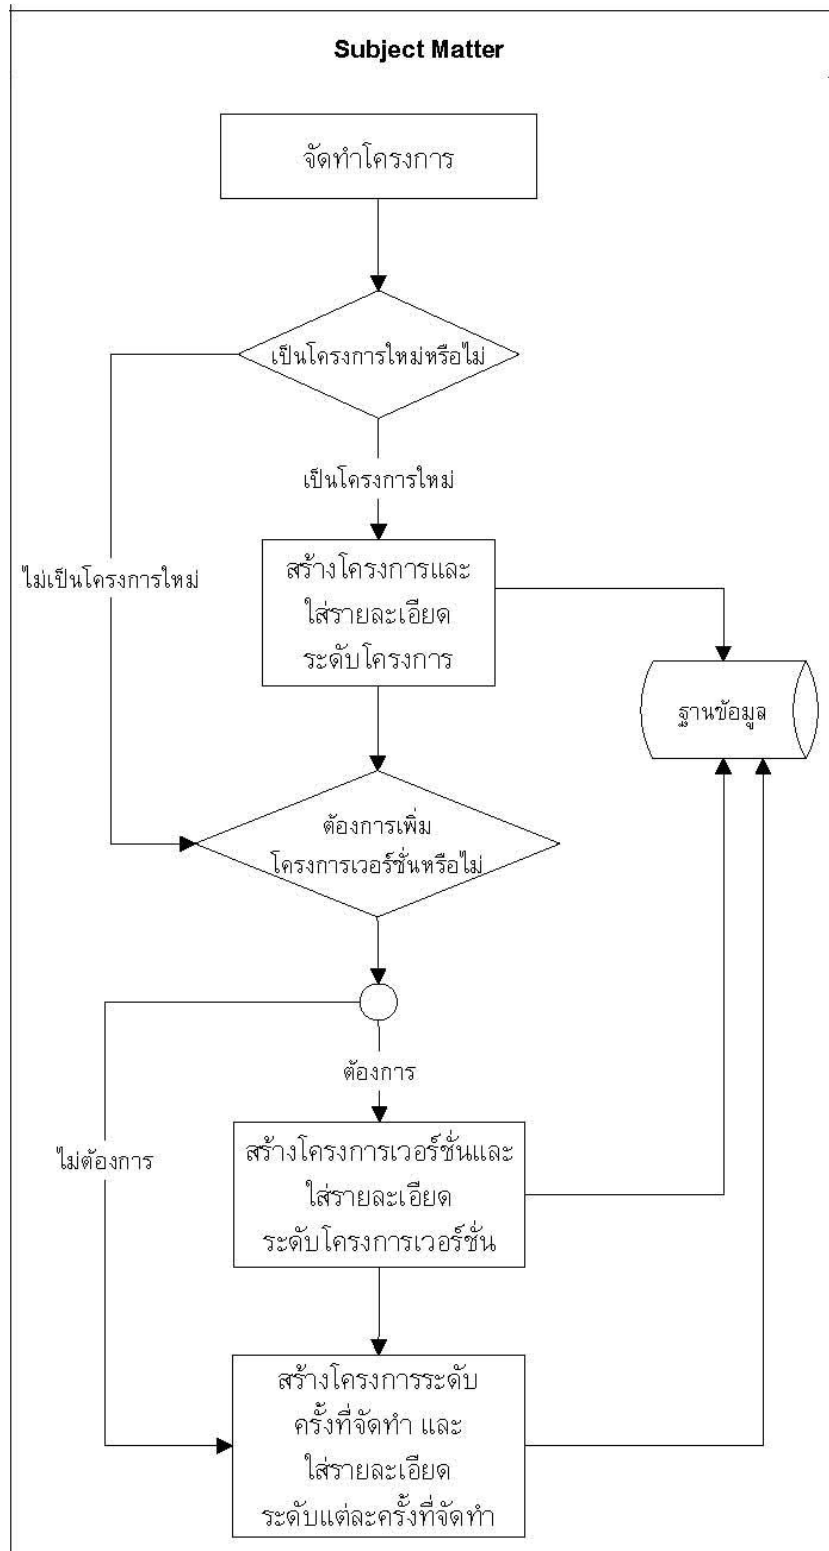 Subject Matter
จัดทำโครงการ
เป็นโครงการใหม่หรือไม่
เป็นโครงการใหม่
ไม่เป็นโครงการใหม่
สร้างโครงการและ
ใส่รายละเอียด
ระดับโครงการ
ฐานข้อมูล
ต้องการเพิ่ม
โครงการเวอร์ชั่นหรือไม่
ต้องการ
ไม่ต้องการ
สร้างโครงการเวอร์ชั่นและ
ใส่รายละเอียด
ระดับโครงการเวอร์ชั่น
สร้างโครงการระดับ
ครั้งที่จัดทำ และ
ใส่รายละเอียด
ระดับแต่ละครั้งที่จัดทำ